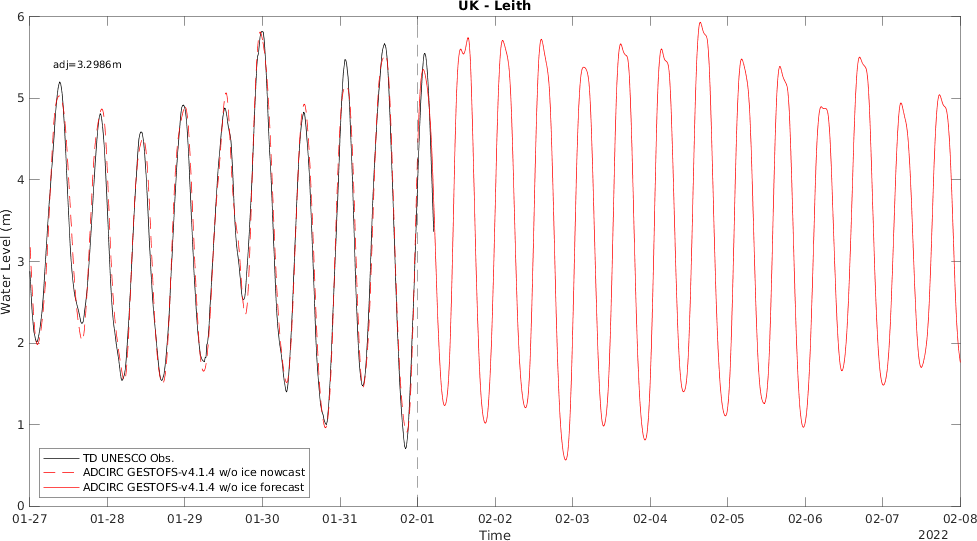 UK - Leith
6
adj=3.2986m
5
4
3
2
1
0
Water Level (m)
TD UNESCO Obs.
ADCIRC GESTOFS-v4.1.4 w/o ice nowcast
ADCIRC GESTOFS-v4.1.4 w/o ice forecast
01-27 01-28 01-29 01-30 01-31 02-01 02-02 02-03 02-04 02-05 02-06 02-07 02-08
Time
2022